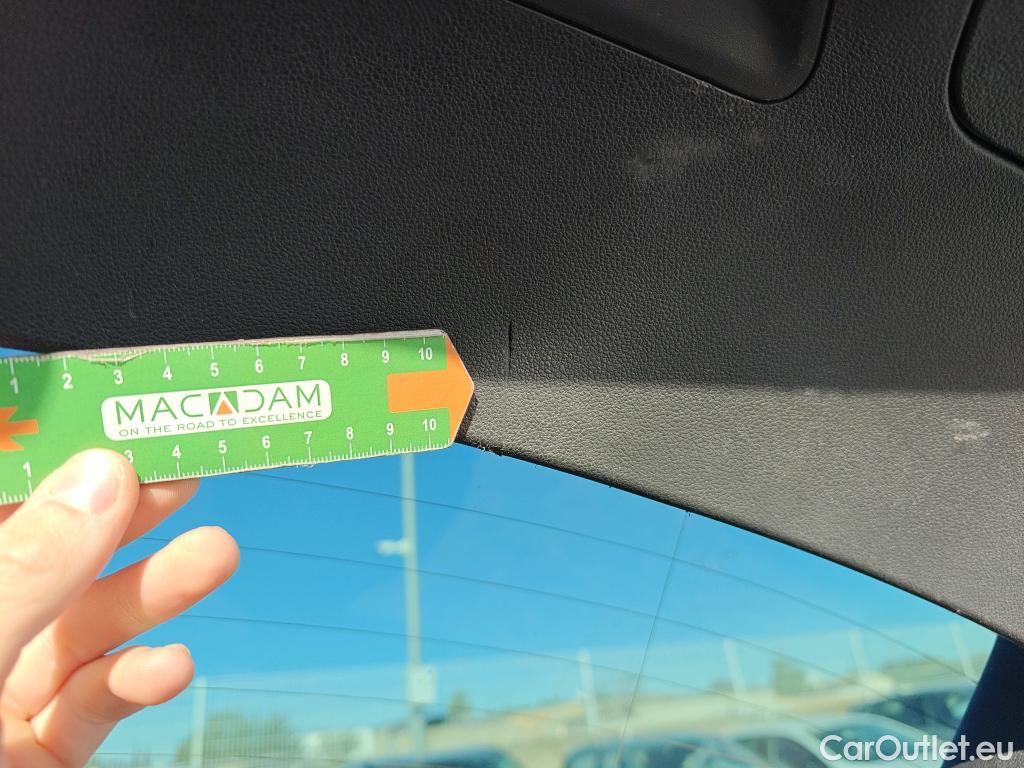 1 2 3 4 5 6 7 8 9 10
MACADAM
ON THE ROAD TO EXCELLENCE
1 3 4 5 6 7 8 9 10
CarOutlet.eu